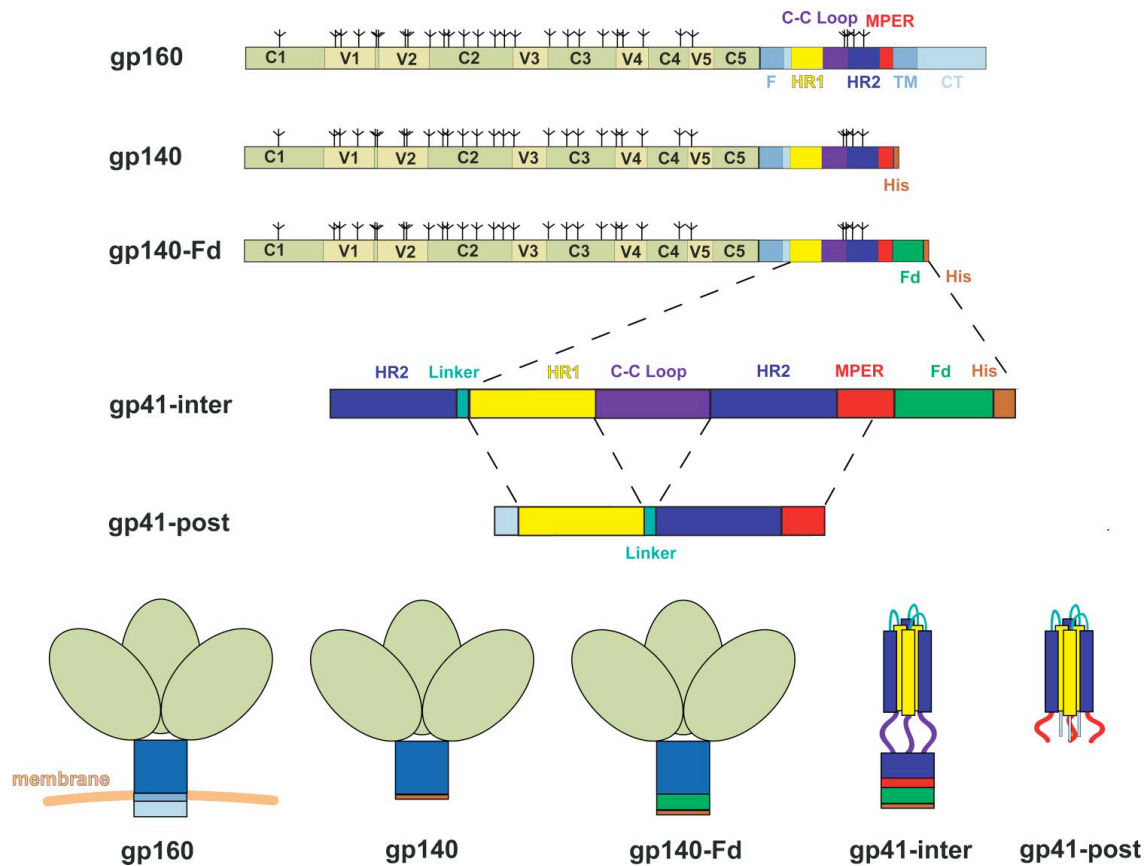 C-C Loop MPER
gp160 C1 V1 V2 C2 V3 C3 V4 C4 V5 C5
F HR1 HR2 TM CT
gp140 C1 V1 V2 C2 V3 C3 V4 C4 V5 C5
His
gp140-Fd C1 V1 V2 C2 V3 C3 V4 C4 V5 C5
Fd His
HR2 Linker HR1 C-C Loop HR2 MPER Fd His
gp41-inter
gp41-post
Linker
membrane
gp160 gp140 gp140-Fd gp41-inter gp41-post